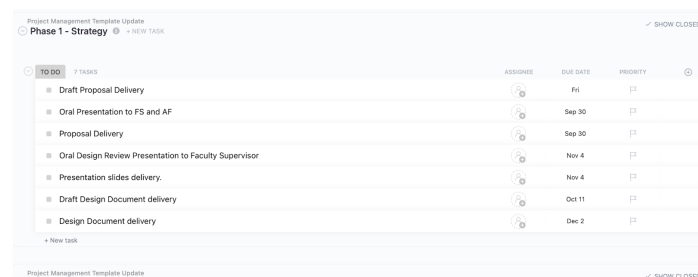 Project Management Template Update
Phase 1 - Strategy + NEW TASK
SHOW CLOSED
TO DO 7 TASKS ASSIGNEE DUE DATE PRIORITY
Draft Proposal Delivery Fri
Oral Presentation to FS and AF Sep 30
Proposal Delivery Sep 30
Oral Design Review Presentation to Faculty Supervisor Nov 4
Presentation slides delivery. Nov 4
Draft Design Document delivery Oct 11
Design Document delivery Dec 2
+ New task
Project Management Template Update
SHOW CLOSED